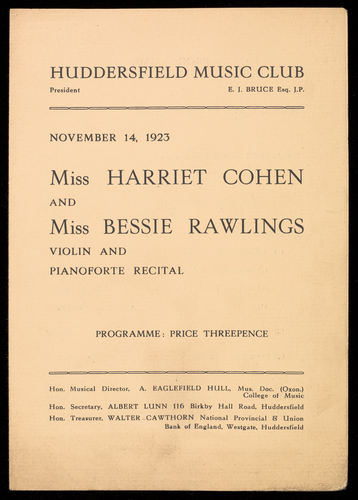 HUDDERSFIELD MUSIC CLUB
President E. J. BRUCE Esq. J.P.
NOVEMBER 14, 1923
Miss HARRIET COHEN
AND
Miss BESSIE RAWLINGS
VIOLIN AND
PIANOFORTE RECITAL
PROGRAMME: PRICE THREEPENCE
Hon. Musical Director, A. EAGLEFIELD HULL, Mus. Doc. (Oxon.)
College of Music
Hon. Secretary, ALBERT LUNN 116 Birkby Hall Road, Huddersfield
Hon. Treasurer, WALTER CAWTHORN National Provincial & Union
Bank of England, Westgate, Huddersfield